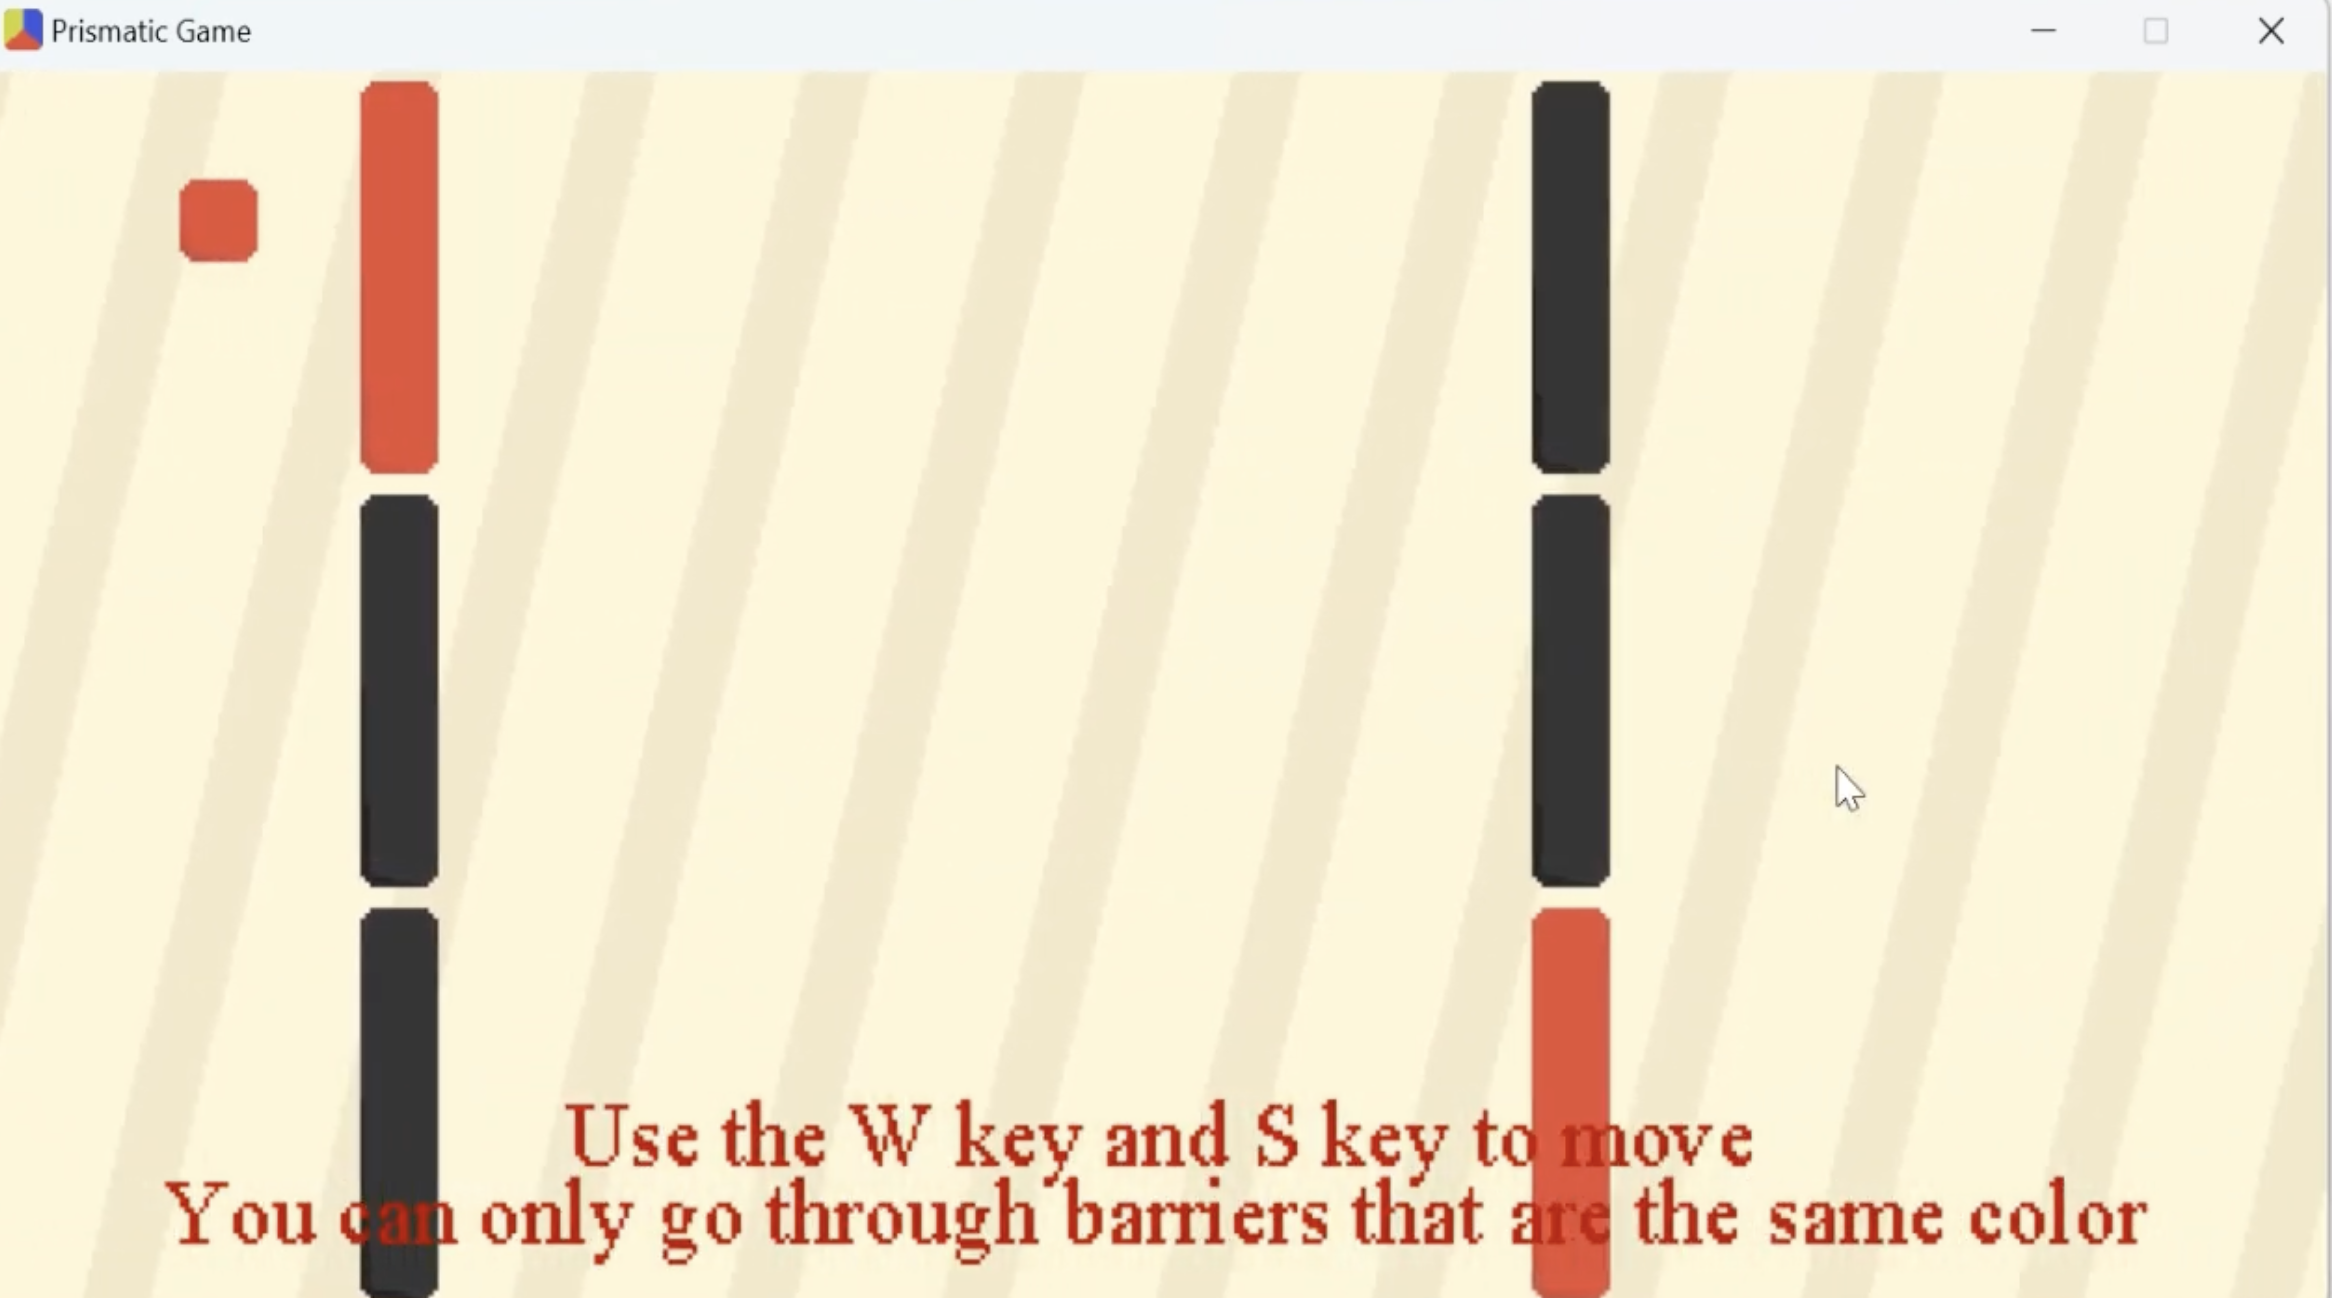 Prismatic Game
Use the W key and S key to move
You can only go through barriers that are the same color